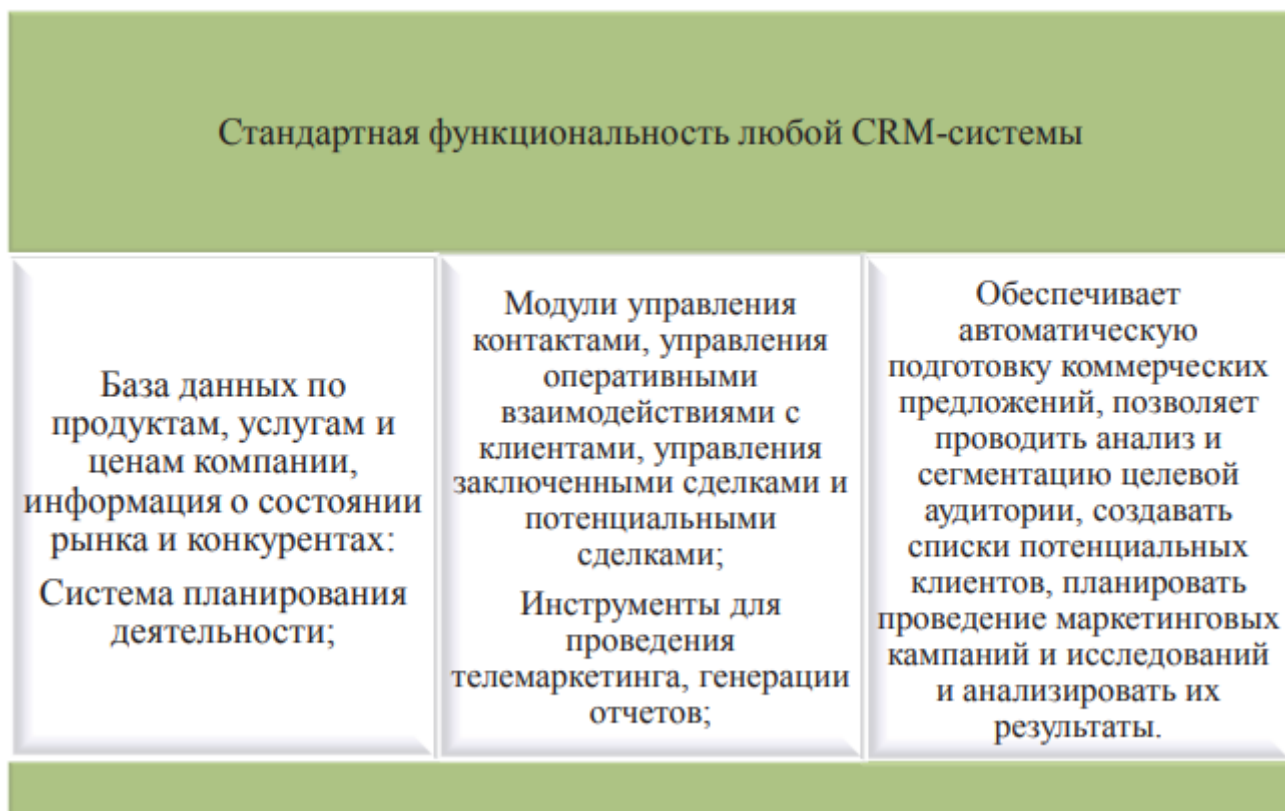 Стандартная функциональность любой CRM-системы
База данных по
продуктам, услугам и
ценам компании,
информация о состоянии
рынка и конкурентах:
Система планирования
деятельности;
Модули управления
контактами, управления
оперативными
взаимодействиями с
клиентами, управления
заключенными сделками и
потенциальными
сделками;
Инструменты для
проведения
телемаркетинга, генерации
отчетов;
Обеспечивает
автоматическую
подготовку коммерческих
предложений, позволяет
проводить анализ и
сегментацию целевой
аудитории, создавать
списки потенциальных
клиентов, планировать
проведение маркетинговых
кампаний и исследований
и анализировать их
результаты.